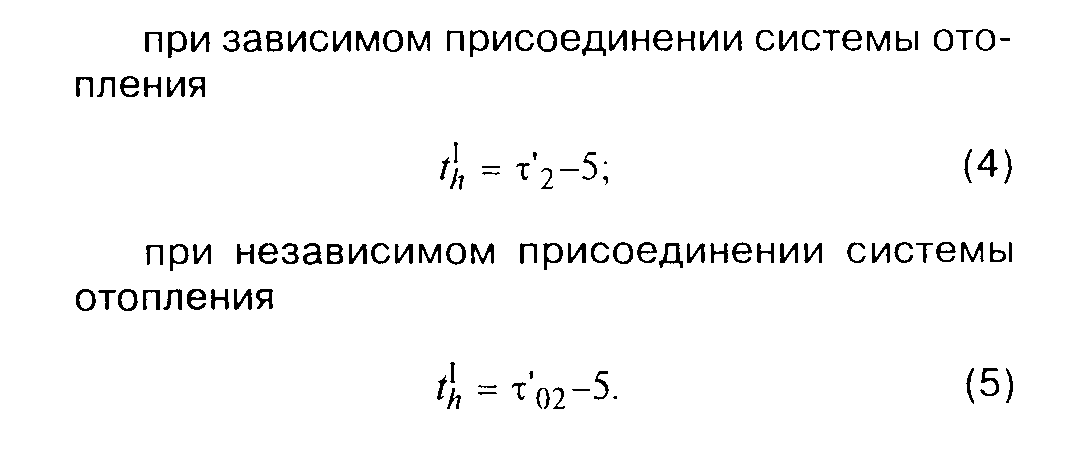 при зависимом присоединении системы ото-
пления
t^I_h = τ'_2–5; (4)
при независимом присоединении системы
отопления
t^I_h = τ'_02–5. (5)